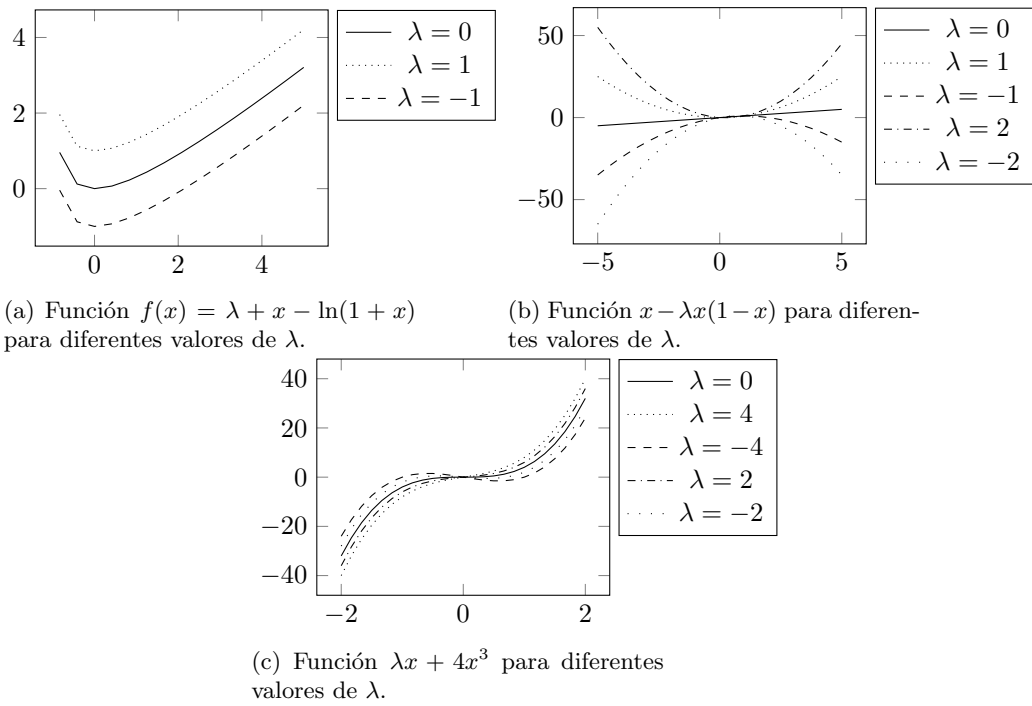 4
2
0
0
2
4
λ = 0
λ = 1
λ = −1
50
0
−50
−5
0
5
λ = 0
λ = 1
λ = −1
λ = 2
λ = −2
(a) Función f(x) = λ + x − ln(1 + x)
para diferentes valores de λ.
(b) Función x − λx(1 − x) para diferen-
tes valores de λ.
40
20
0
−20
−40
−2
0
2
λ = 0
λ = 4
λ = −4
λ = 2
λ = −2
(c) Función λx + 4x³ para diferentes
valores de λ.